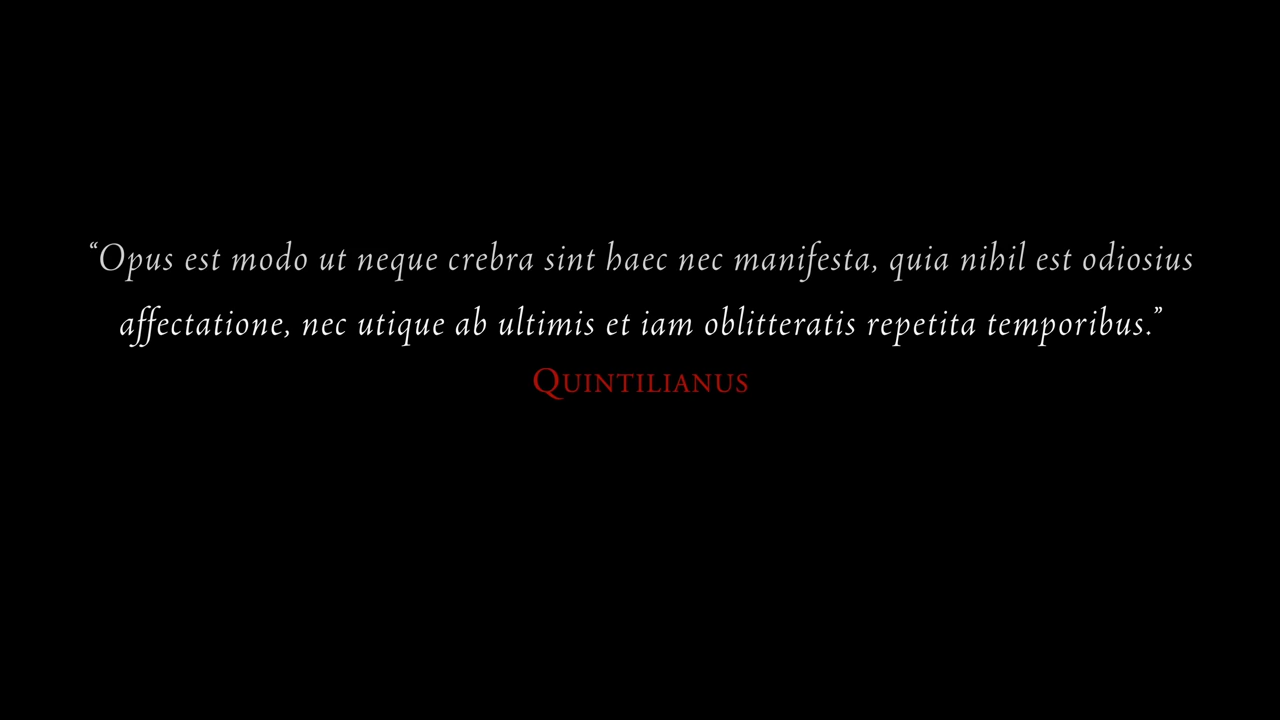 “Opus est modo ut neque crebra sint haec nec manifesta, quia nihil est odiosius
affectatione, nec utique ab ultimis et iam oblitteratis repetita temporibus.”
Quintilianus